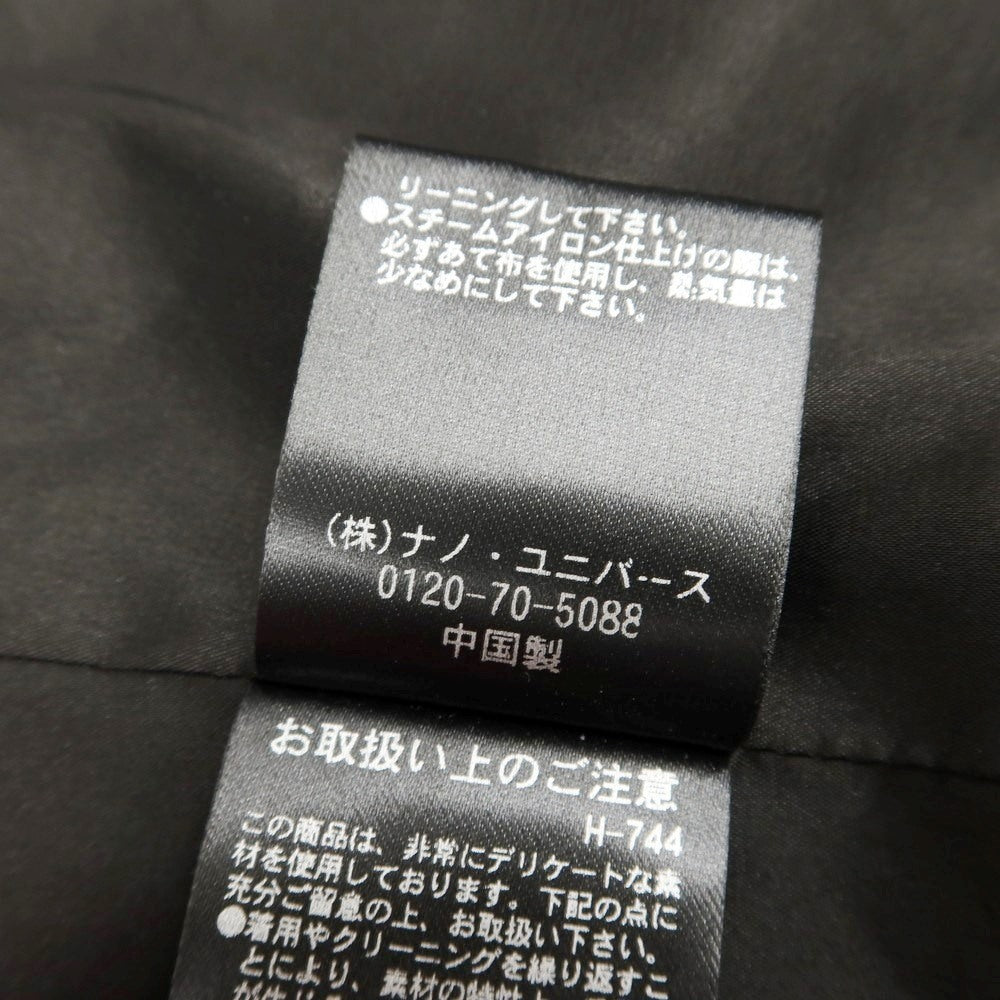 リーニングして下さい。
●スチームアイロン仕上げの際は、
必ずあて布を使用し、蒸気量は
少なめにして下さい。
(株)ナノ・ユニバース
0120-70-5088
中国製
お取扱い上のご注意
H-744
この商品は、非常にデリケートな素
材を使用しております。下記の点に
充分ご留意の上、お取扱い下さい。
●着用やクリーニングを繰り返すこ
とにより、素材の特性上